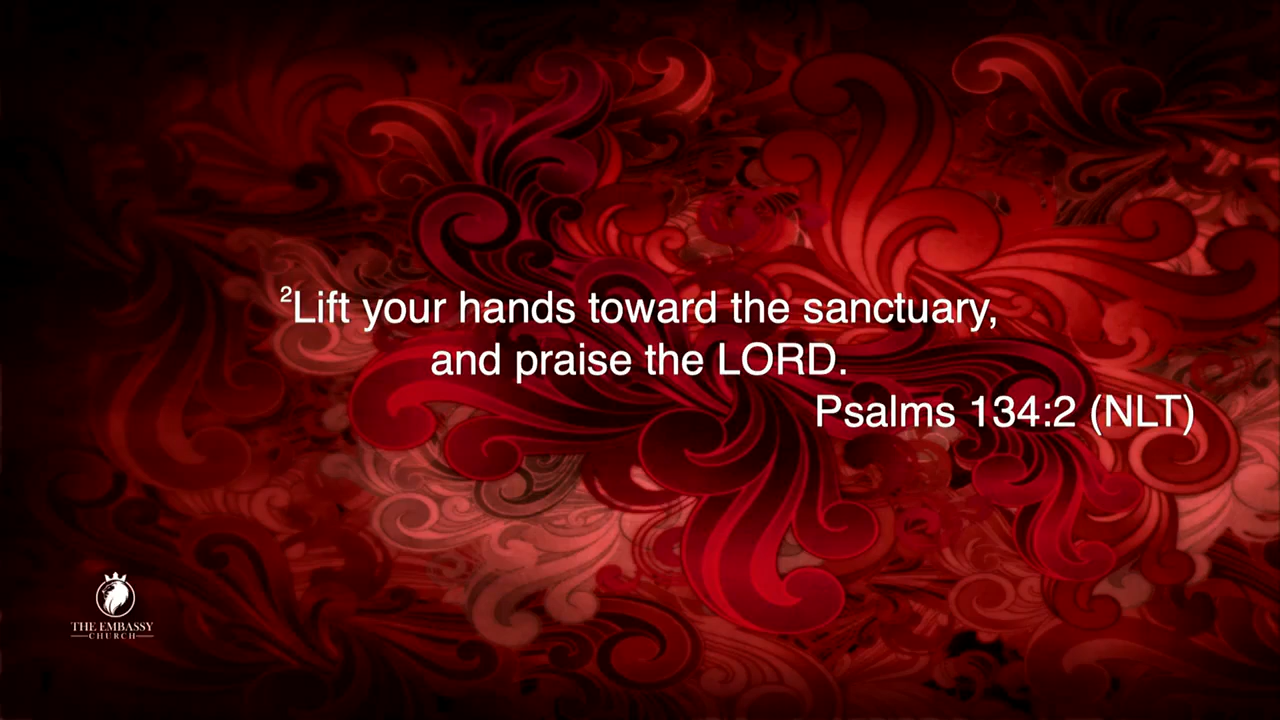 ²Lift your hands toward the sanctuary,
and praise the LORD.
Psalms 134:2 (NLT)
THE EMBASSY
CHURCH